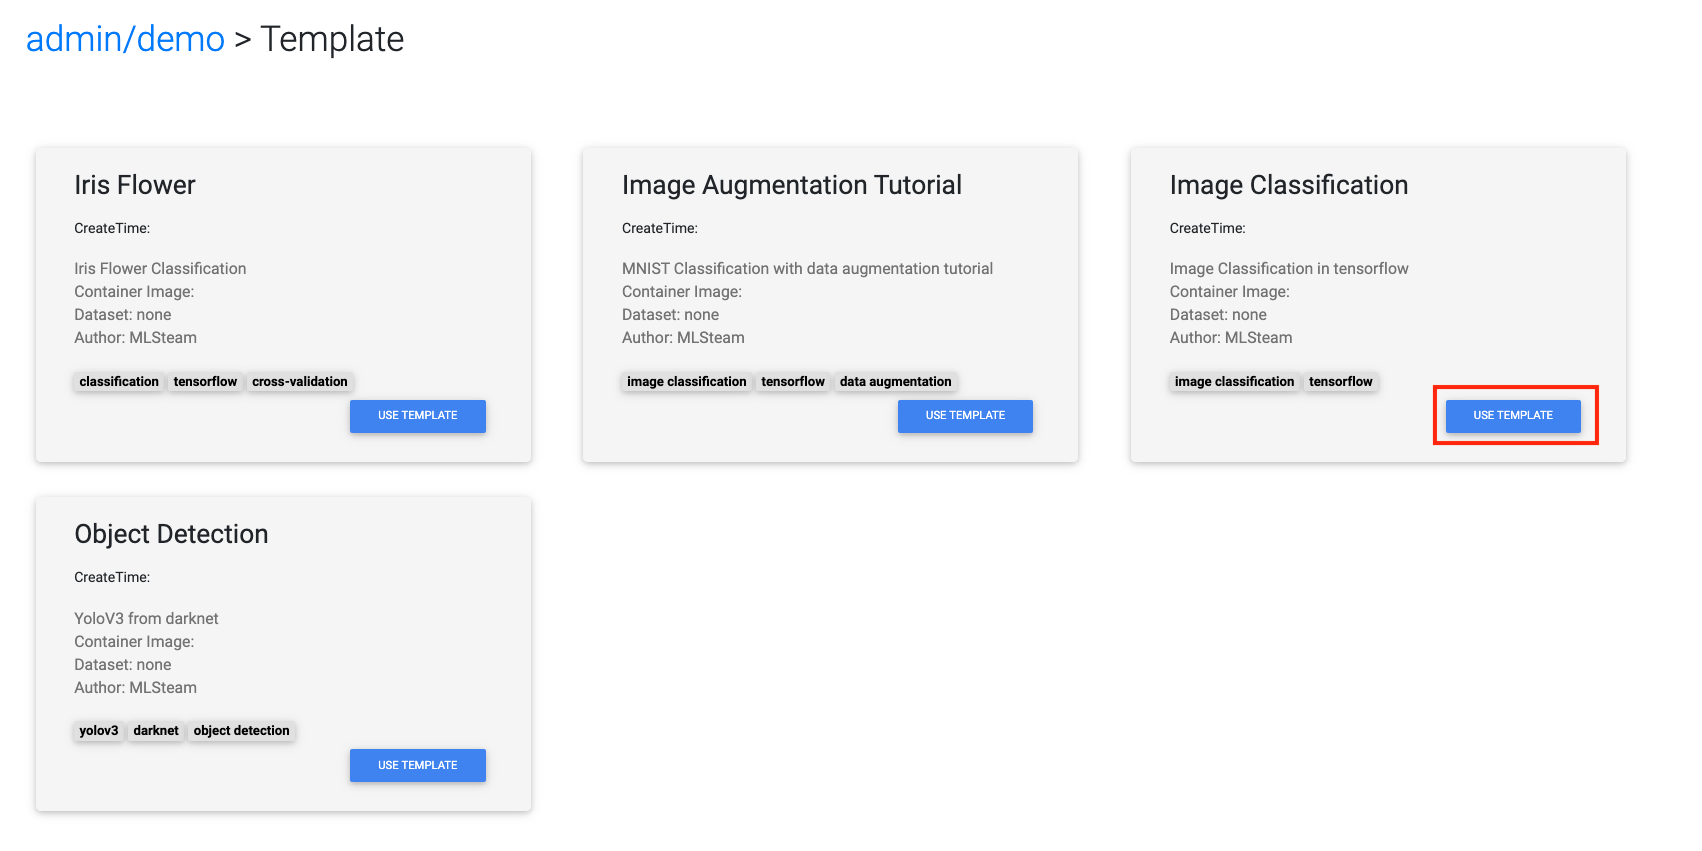 admin/demo > Template
Iris Flower
CreateTime:
Iris Flower Classification
Container Image:
Dataset: none
Author: MLSteam
classification tensorflow cross-validation
USE TEMPLATE
Image Augmentation Tutorial
CreateTime:
MNIST Classification with data augmentation tutorial
Container Image:
Dataset: none
Author: MLSteam
image classification tensorflow data augmentation
USE TEMPLATE
Image Classification
CreateTime:
Image Classification in tensorflow
Container Image:
Dataset: none
Author: MLSteam
image classification tensorflow
USE TEMPLATE
Object Detection
CreateTime:
YoloV3 from darknet
Container Image:
Dataset: none
Author: MLSteam
yolov3 darknet object detection
USE TEMPLATE